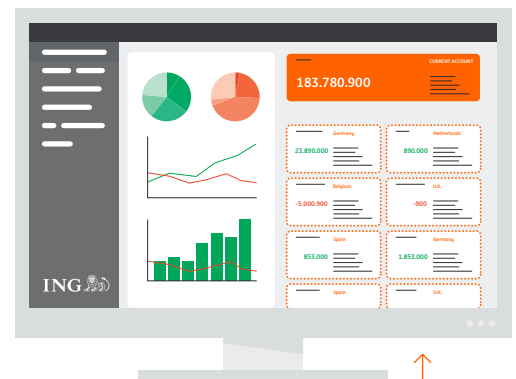 CURRENT ACCOUNT
183.780.900
Germany
23.890.000
Netherlands
890.000
Belgium
-5.000.900
U.K.
-900
Spain
853.000
Germany
1.853.000
Spain
U.K.
ING